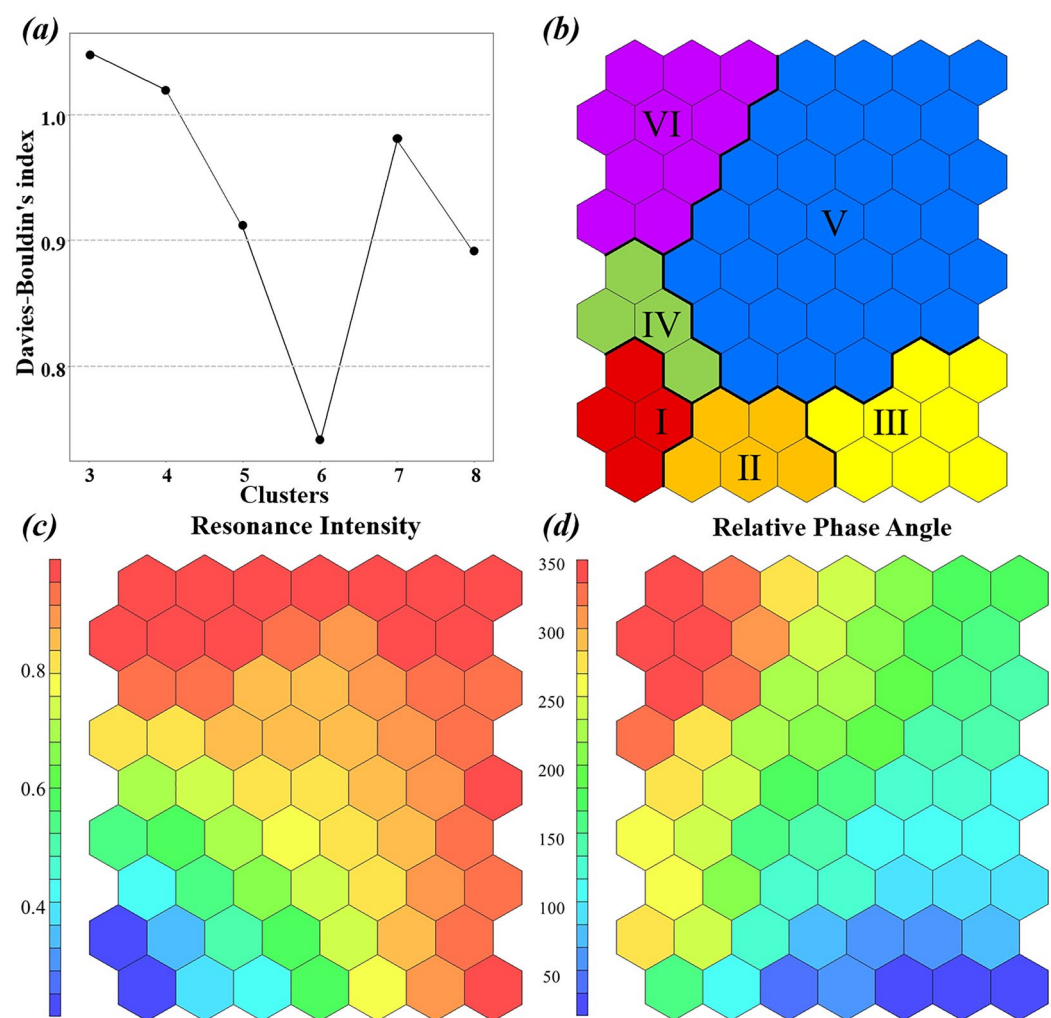 (a)
Davies-Bouldin's index
1.0
0.9
0.8
3 4 5 6 7 8
Clusters
(b)
VI
V
IV
I
II
III
(c) Resonance Intensity
0.8
0.6
0.4
(d) Relative Phase Angle
350
300
250
200
150
100
50